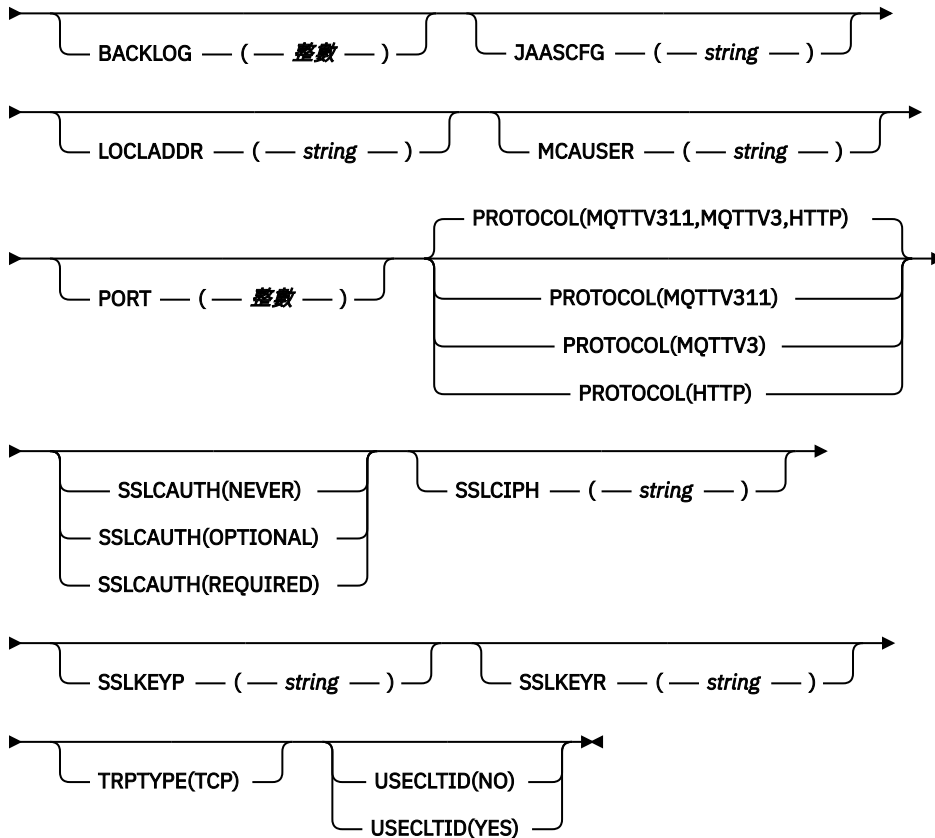 BACKLOG ( 整數 ) JAASCFG ( string )
LOCLADDR ( string ) MCAUSER ( string )
PROTOCOL(MQTTV311,MQTTV3,HTTP)
PORT ( 整數 ) PROTOCOL(MQTTV311)
PROTOCOL(MQTTV3)
PROTOCOL(HTTP)
SSLCAUTH(NEVER) SSLCIPH ( string )
SSLCAUTH(OPTIONAL)
SSLCAUTH(REQUIRED)
SSLKEYP ( string ) SSLKEYR ( string )
TRPTYPE(TCP) USECLTID(NO)
USECLTID(YES)